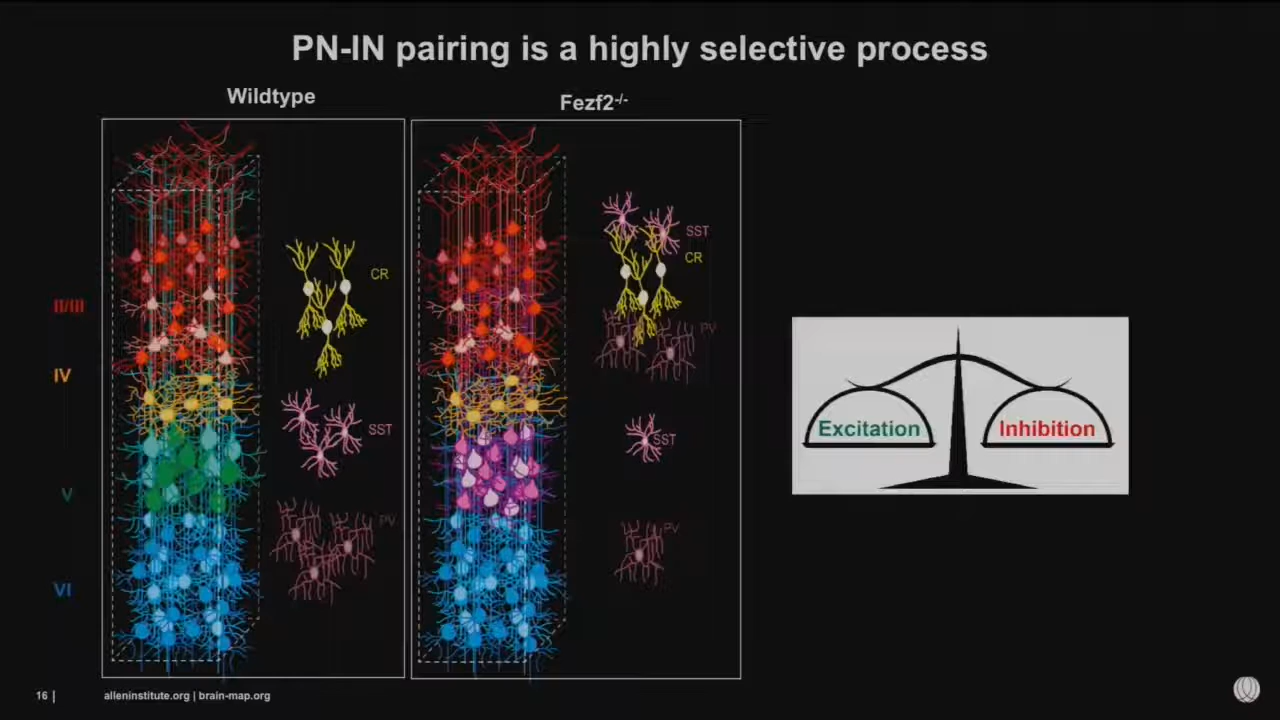 PN-IN pairing is a highly selective process
Wildtype
Fezf2-/-
CR
SST
PV
SST
CR
PV
SST
PV
II/III
IV
V
VI
Excitation
Inhibition
16 |
alleninstitute.org | brain-map.org